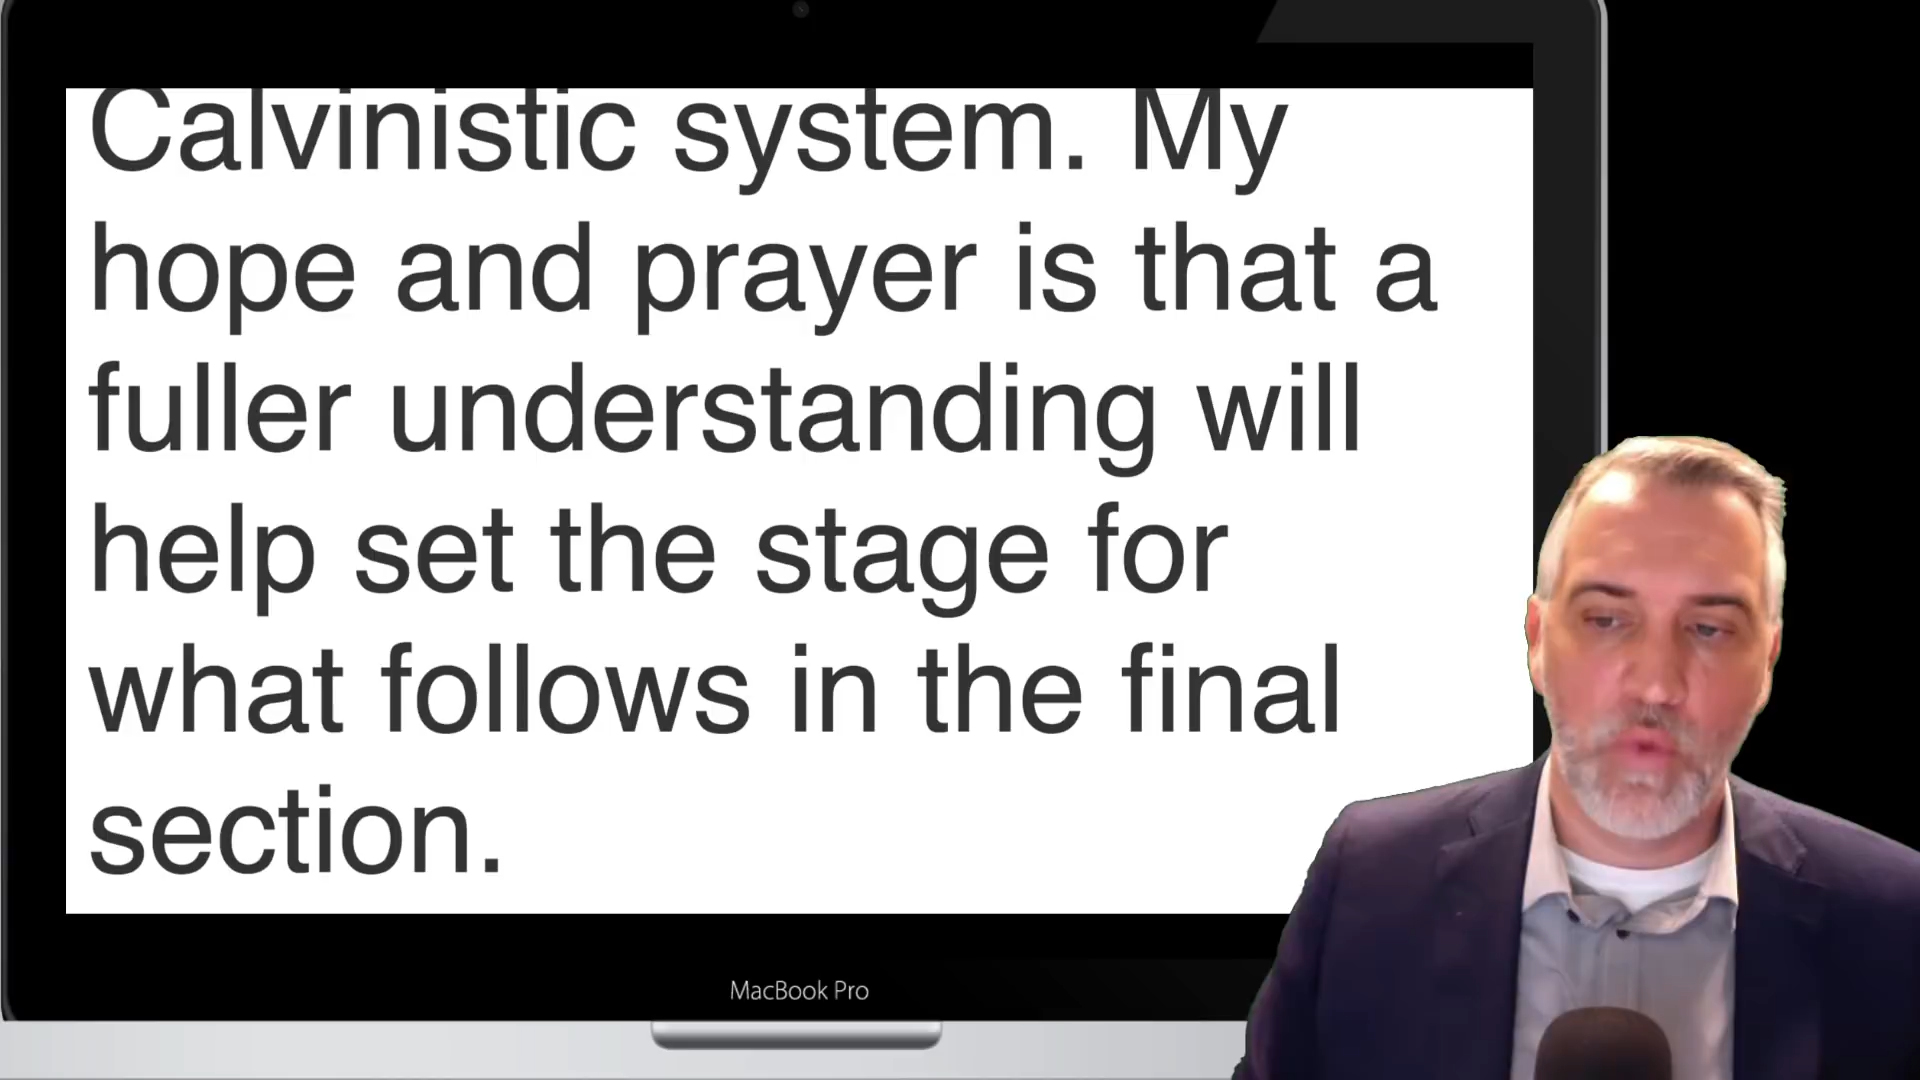 Calvinistic system. My
hope and prayer is that a
fuller understanding will
help set the stage for
what follows in the final
section.
MacBook Pro